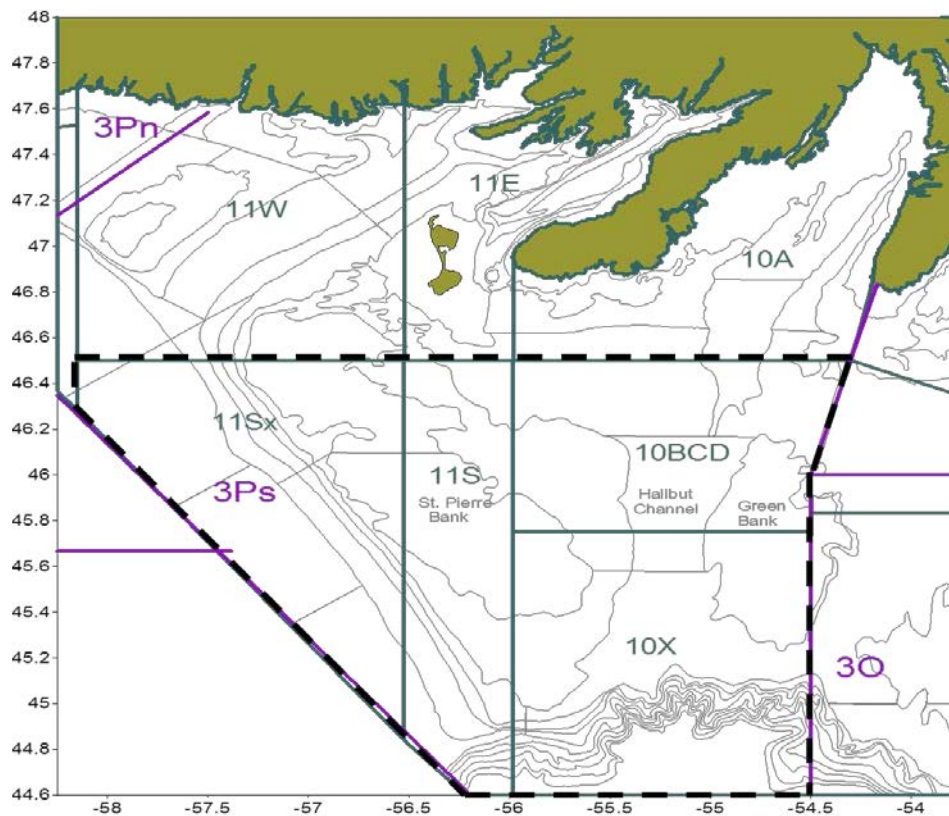 48
47.8
47.6
3Pn
47.4
11E
47.2
11W
47
10A
46.8
46.6
46.4
11Sx
46.2
10BCD
46
3Ps
11S
Halibut
Green
St. Pierre
Channel
Bank
45.8
Bank
45.6
45.4
45.2
10X
3O
45
44.8
44.6
-58
-57.5
-57
-56.5
-56
-55.5
-55
-54.5
-54